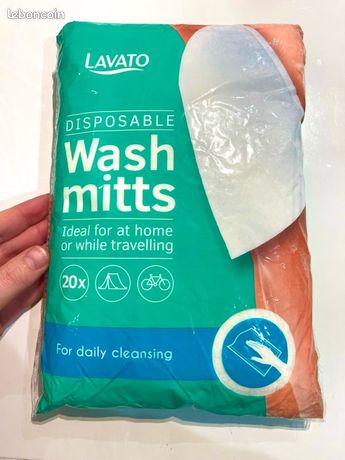 leboncoin
LAVATO
DISPOSABLE
Wash
mitts
Ideal for at home
or while travelling
20x
For daily cleansing